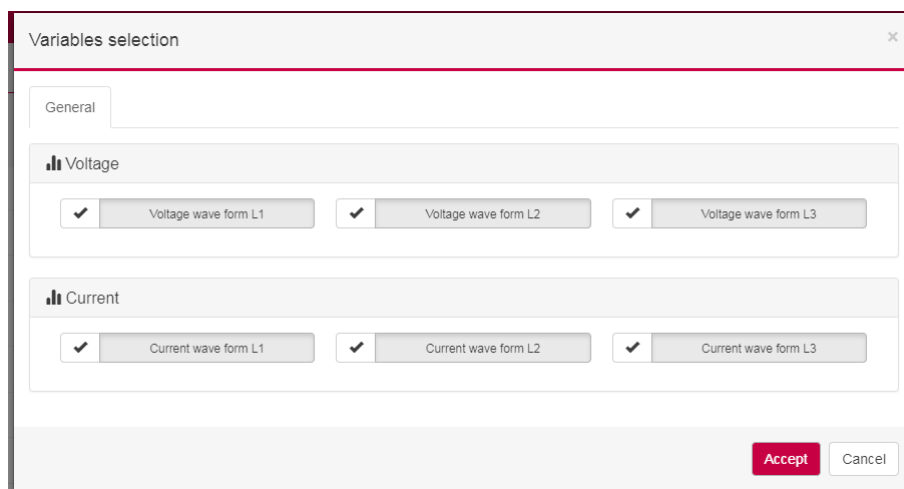 Variables selection
×
General
Voltage
Voltage wave form L1
Voltage wave form L2
Voltage wave form L3
Current
Current wave form L1
Current wave form L2
Current wave form L3
Accept
Cancel